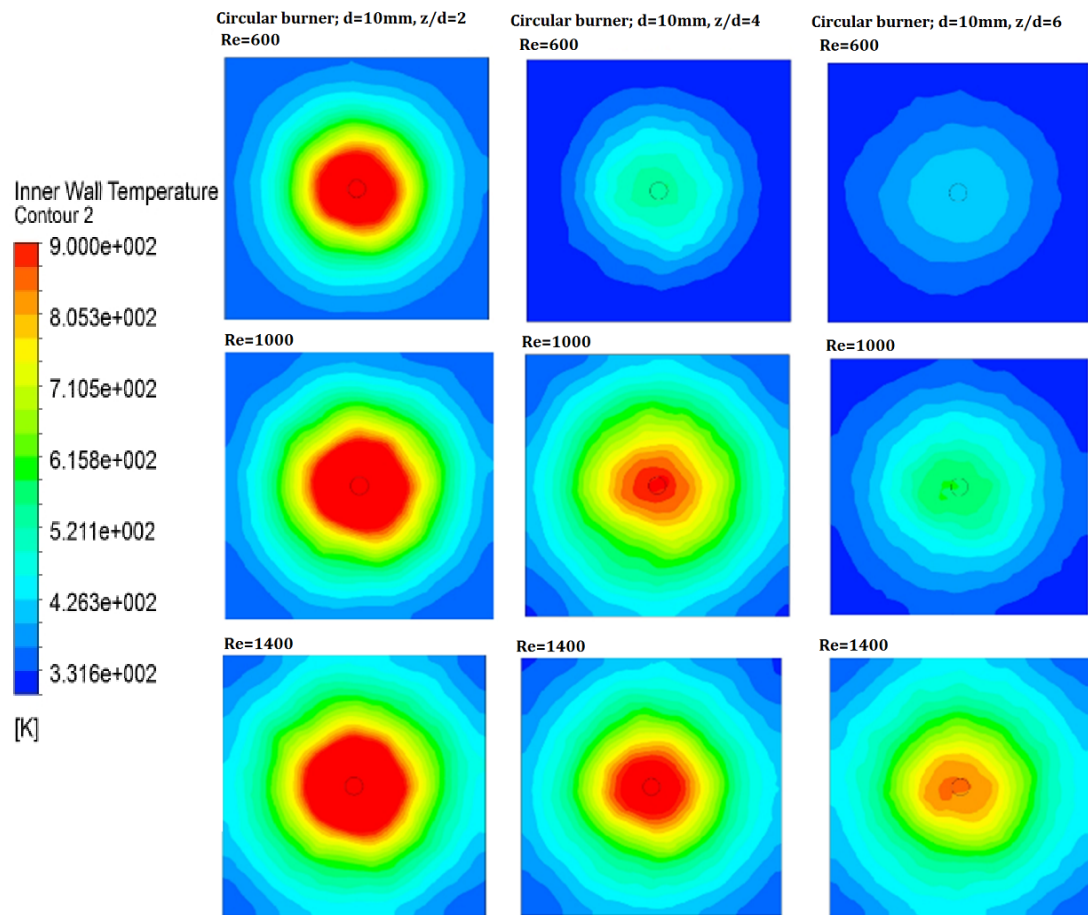 Circular burner; d=10mm, z/d=2
Re=600
Circular burner; d=10mm, z/d=4
Re=600
Circular burner; d=10mm, z/d=6
Re=600
Inner Wall Temperature
Contour 2
9.000e+002
8.053e+002
7.105e+002
6.158e+002
5.211e+002
4.263e+002
3.316e+002
[K]
Re=1000
Re=1000
Re=1000
Re=1400
Re=1400
Re=1400